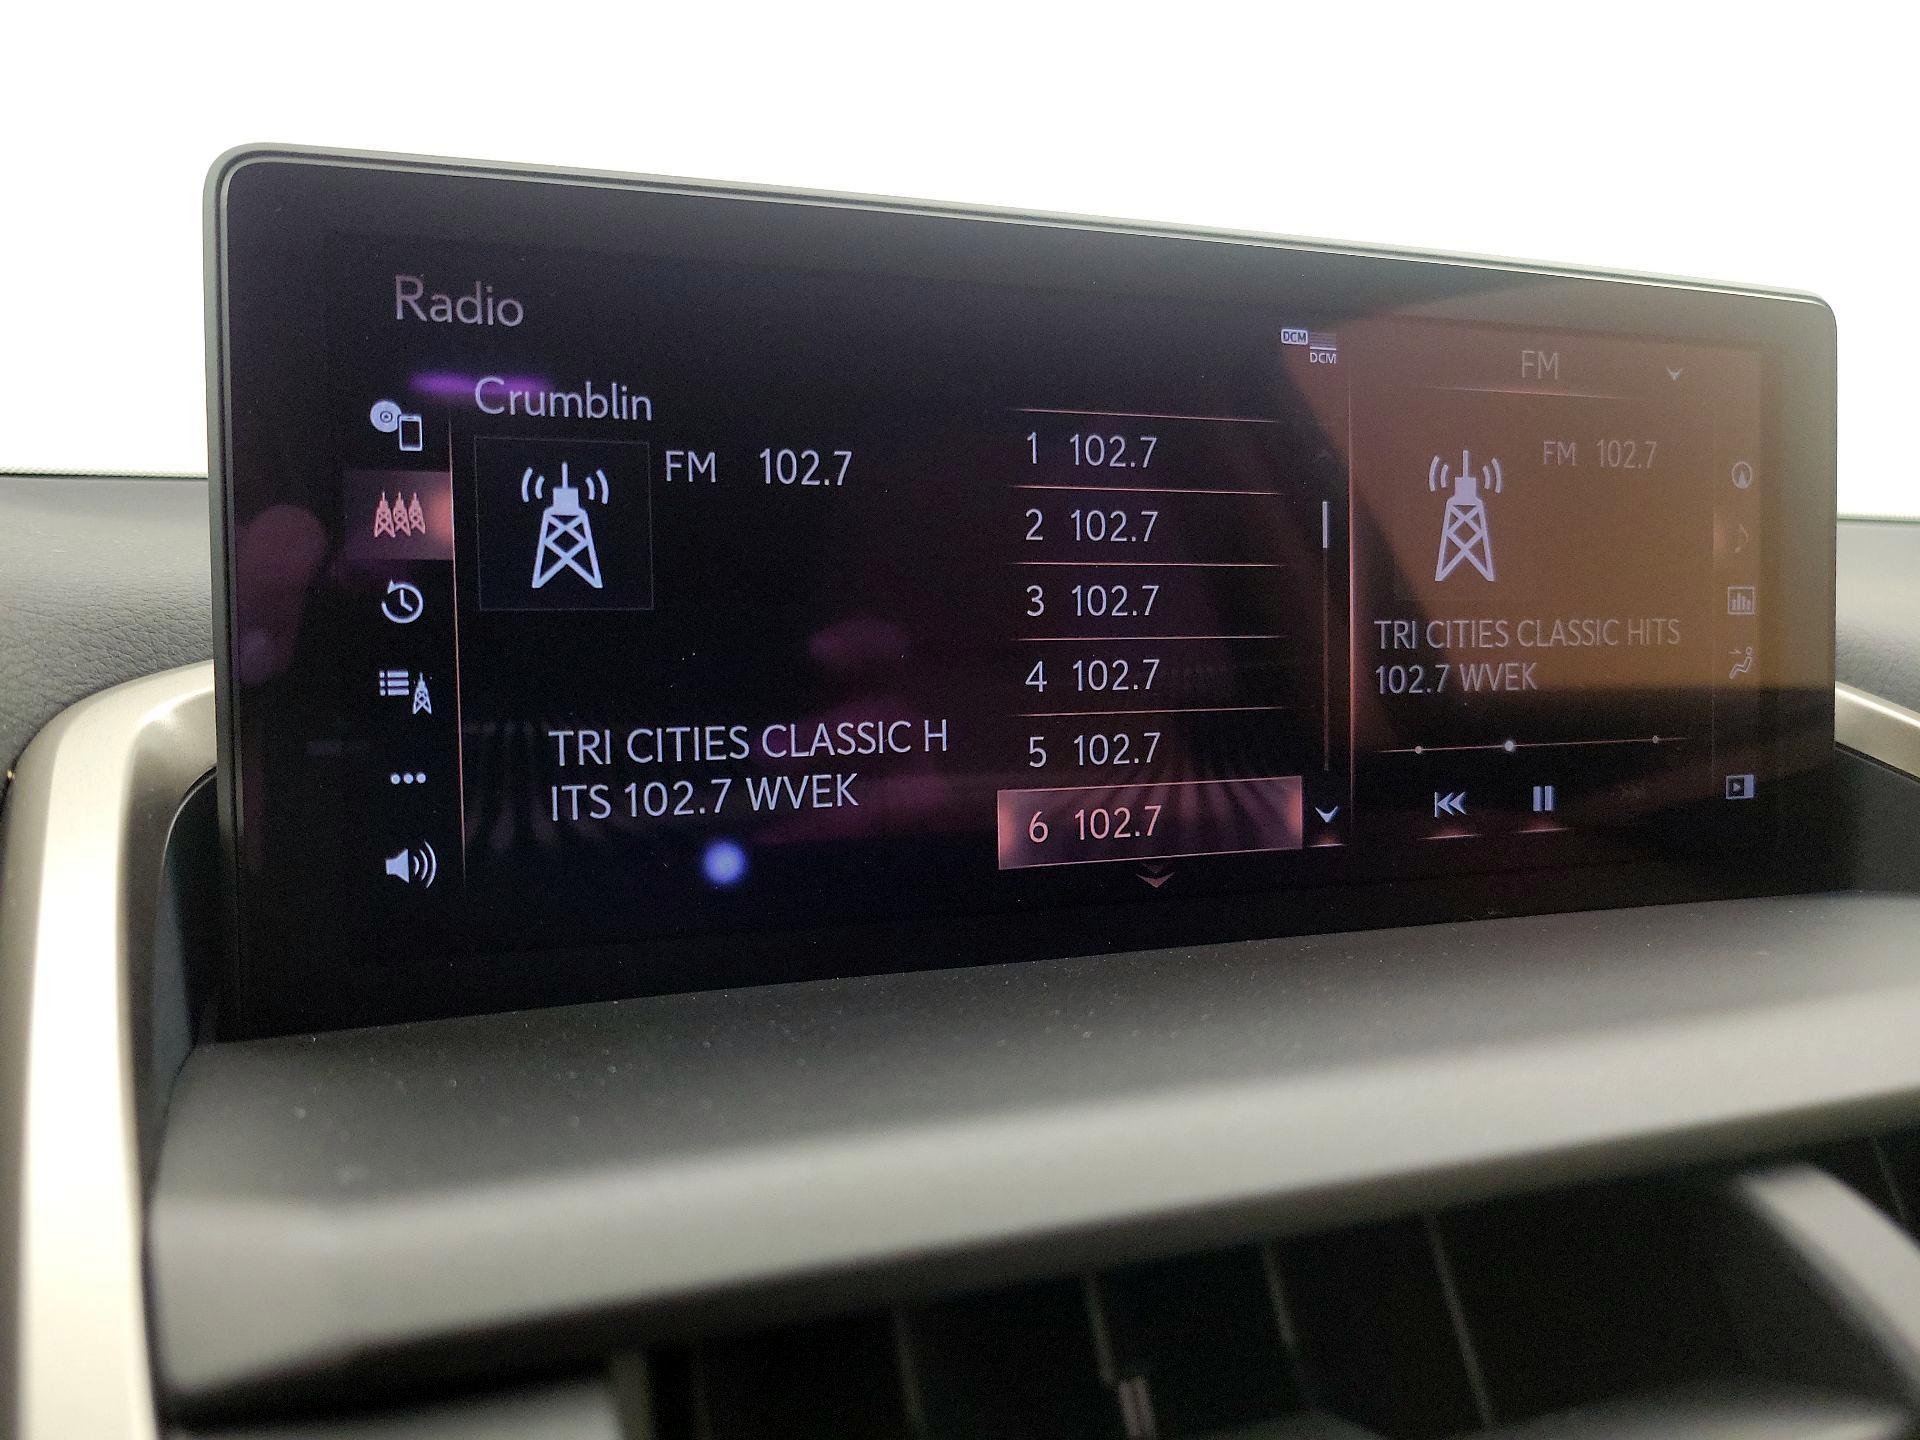 Radio
Crumblin
FM 102.7
TRI CITIES CLASSIC H
ITS 102.7 WVEK
1 102.7
2 102.7
3 102.7
4 102.7
5 102.7
6 102.7
DCM
DCM
FM
FM 102.7
TRI CITIES CLASSIC HITS
102.7 WVEK